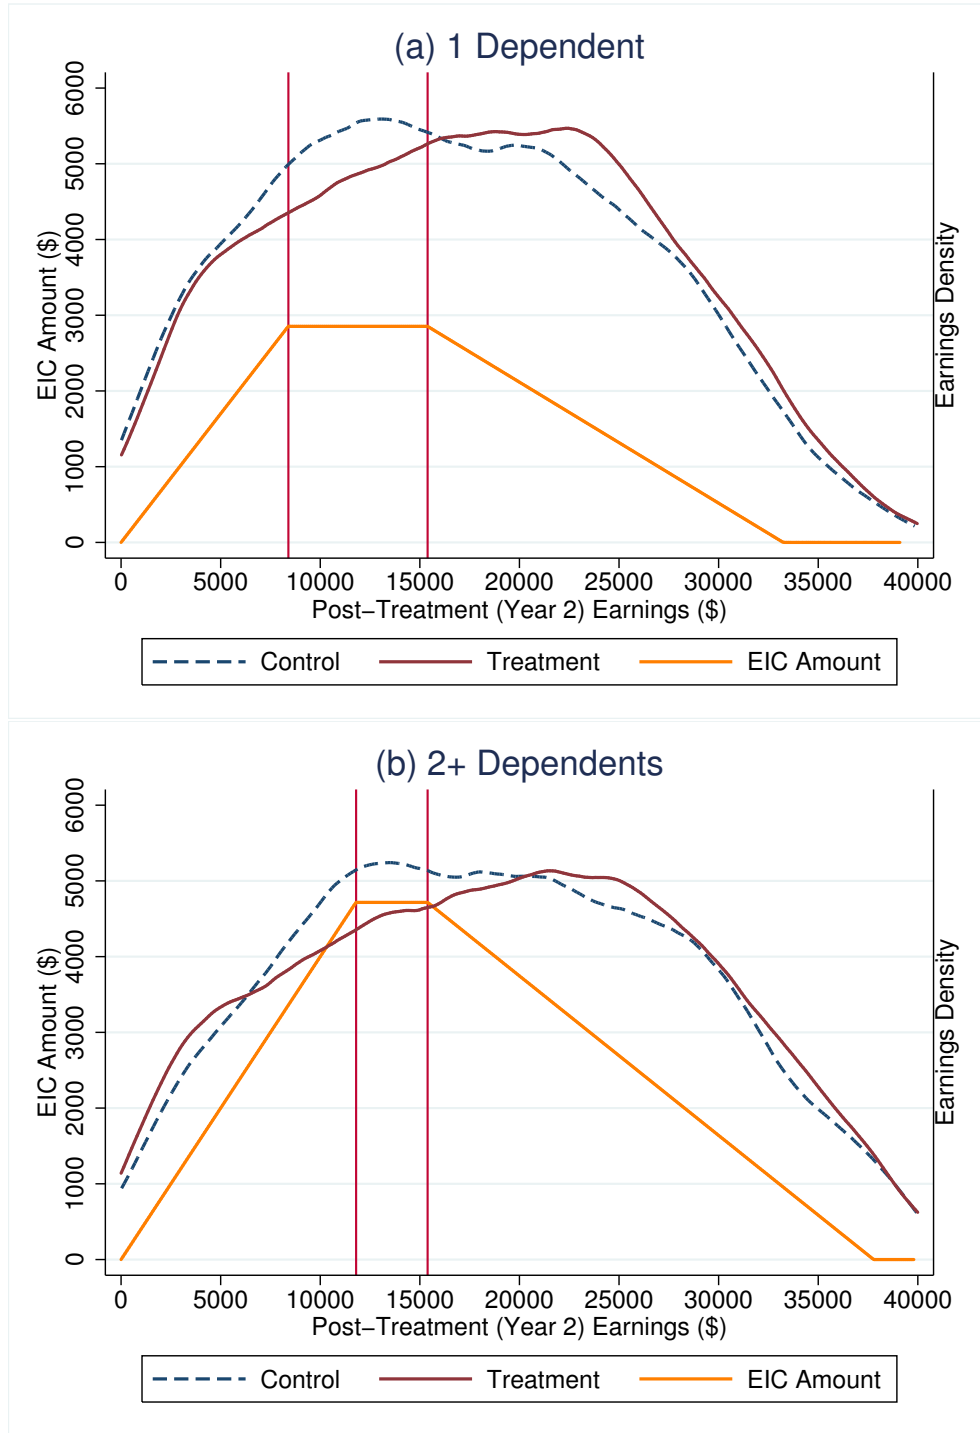 (a) 1 Dependent
EIC Amount ($)
6000
5000
4000
3000
2000
1000
0
Earnings Density
0 5000 10000 15000 20000 25000 30000 35000 40000
Post−Treatment (Year 2) Earnings ($)
Control Treatment EIC Amount
(b) 2+ Dependents
EIC Amount ($)
6000
5000
4000
3000
2000
1000
0
Earnings Density
0 5000 10000 15000 20000 25000 30000 35000 40000
Post−Treatment (Year 2) Earnings ($)
Control Treatment EIC Amount